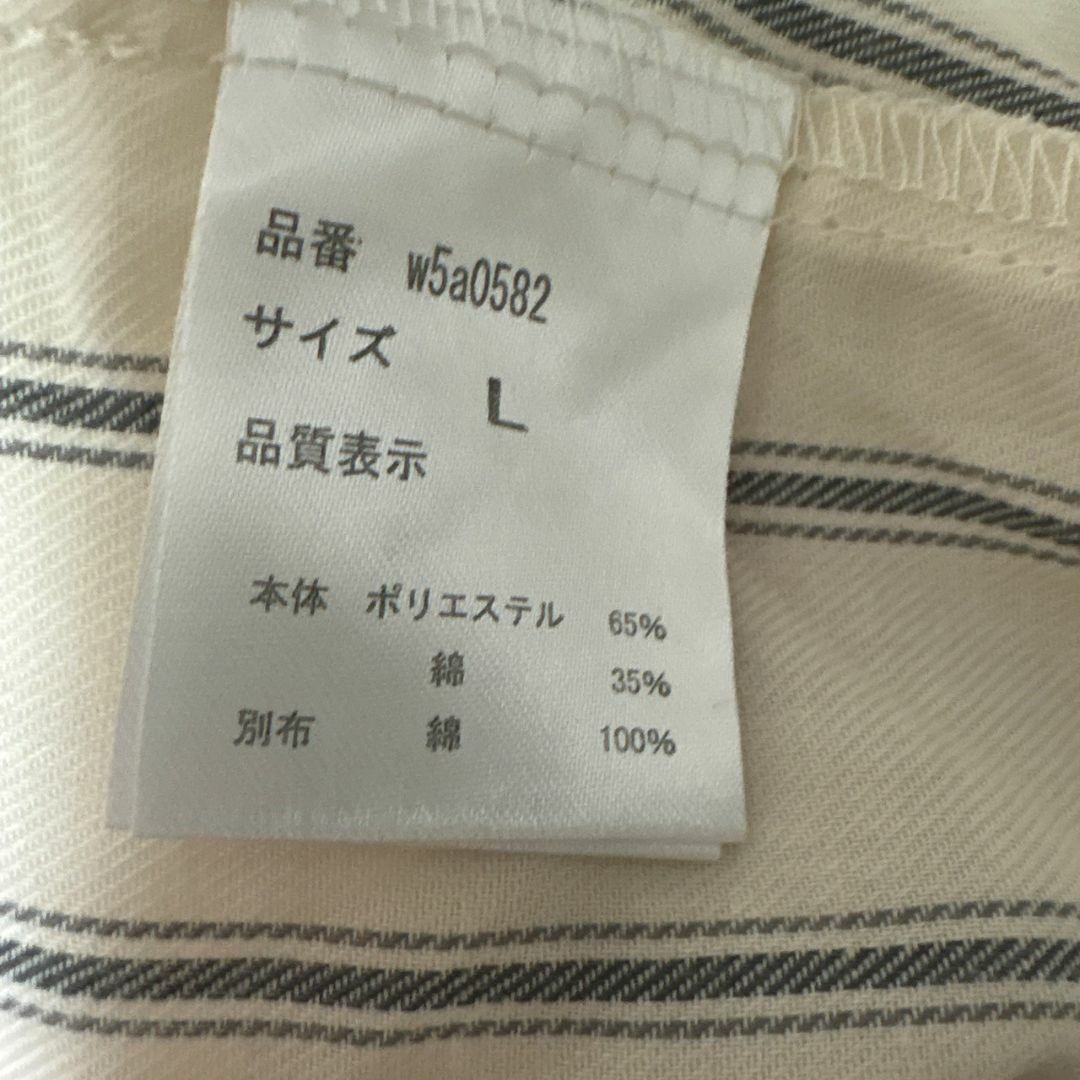 品番 w5a0582
サイズ L
品質表示
本体 ポリエステル 65%
綿 35%
別布 綿 100%